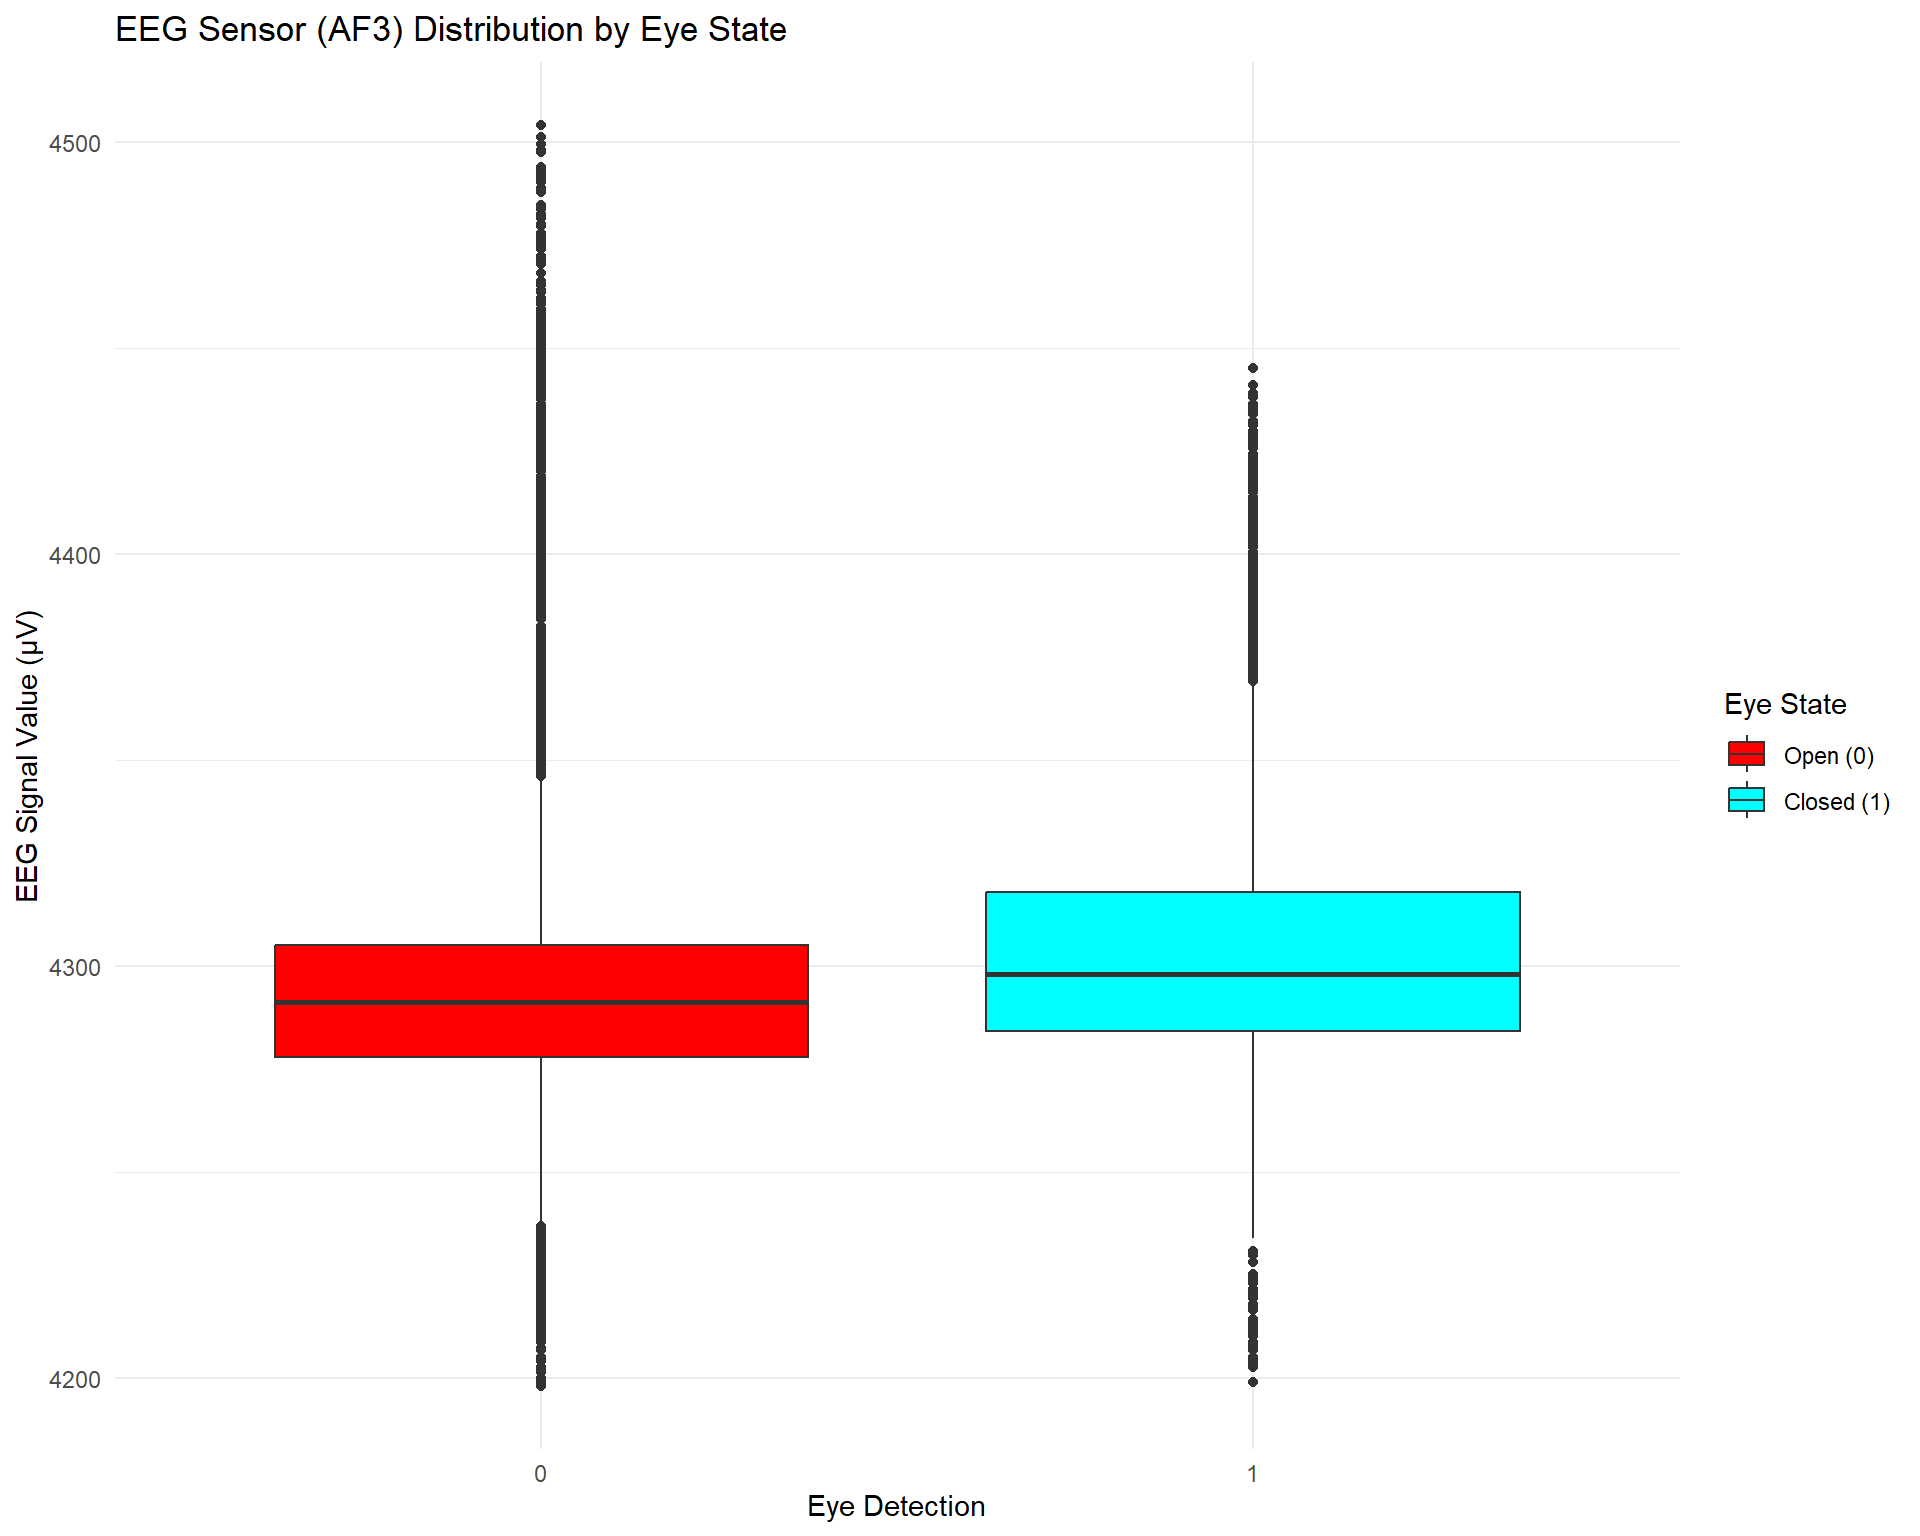 EEG Sensor (AF3) Distribution by Eye State
4500
4400
4300
4200
EEG Signal Value (µV)
0
1
Eye Detection
Eye State
Open (0)
Closed (1)